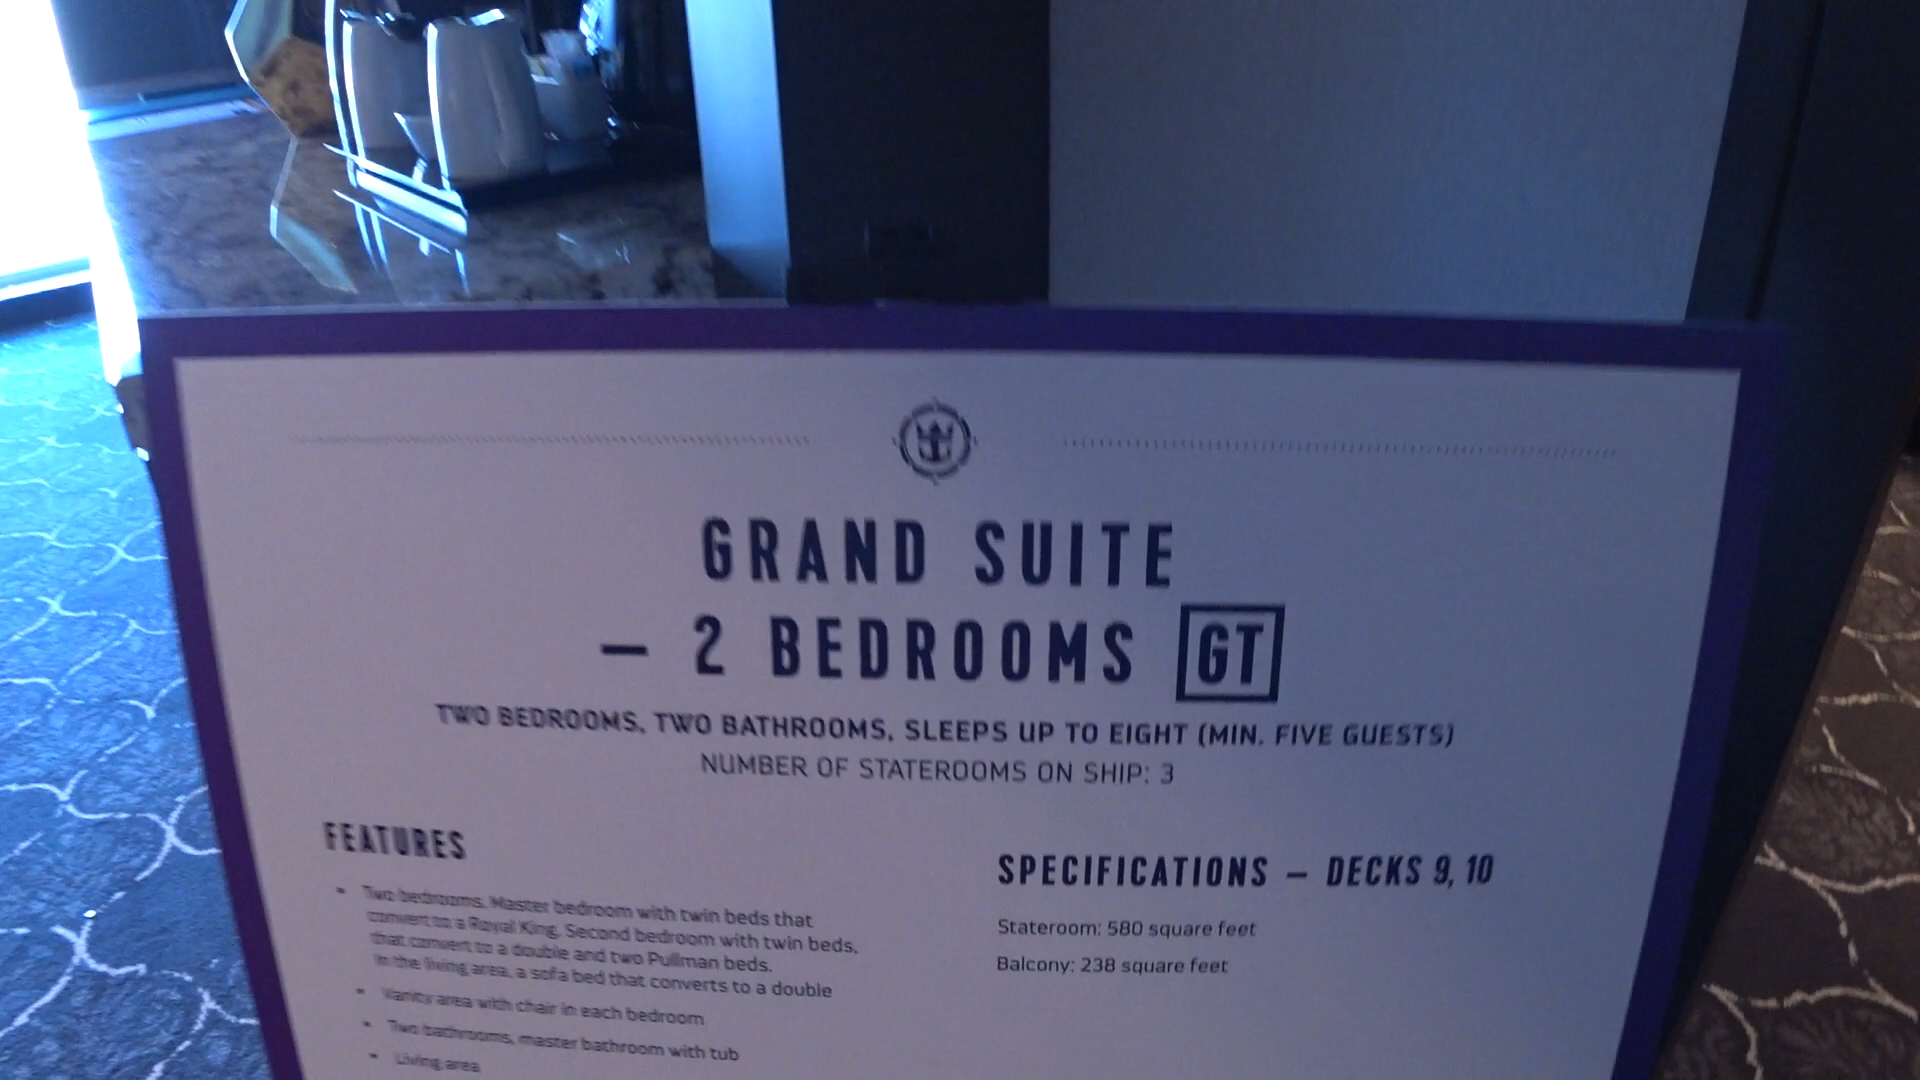 GRAND SUITE
– 2 BEDROOMS GT
TWO BEDROOMS, TWO BATHROOMS, SLEEPS UP TO EIGHT (MIN. FIVE GUESTS)
NUMBER OF STATEROOMS ON SHIP: 3
FEATURES
• Two bedrooms. Master bedroom with twin beds that
convert to a Royal King. Second bedroom with twin beds,
that convert to a double and two Pullman beds.
In the living area, a sofa bed that converts to a double
• Vanity area with chair in each bedroom
• Two bathrooms, master bathroom with tub
• Living area
SPECIFICATIONS – DECKS 9, 10
Stateroom: 580 square feet
Balcony: 238 square feet